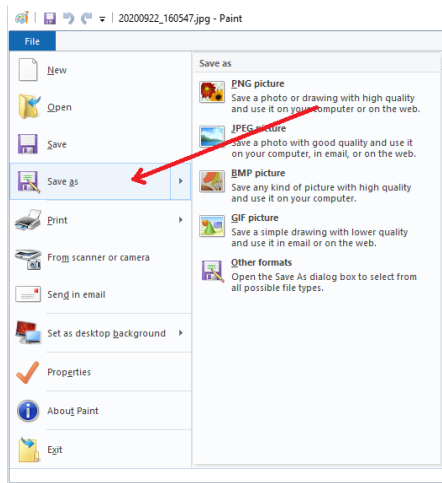 20200922_160547.jpg - Paint
File
New
Open
Save
Save as
Print
From scanner or camera
Send in email
Set as desktop background
Properties
About Paint
Exit
Save as
PNG picture
Save a photo or drawing with high quality
and use it on your computer or on the web.
JPEG picture
Save a photo with good quality and use it
on your computer, in email, or on the web.
BMP picture
Save any kind of picture with high quality
and use it on your computer.
GIF picture
Save a simple drawing with lower quality
and use it in email or on the web.
Other formats
Open the Save As dialog box to select from
all possible file types.